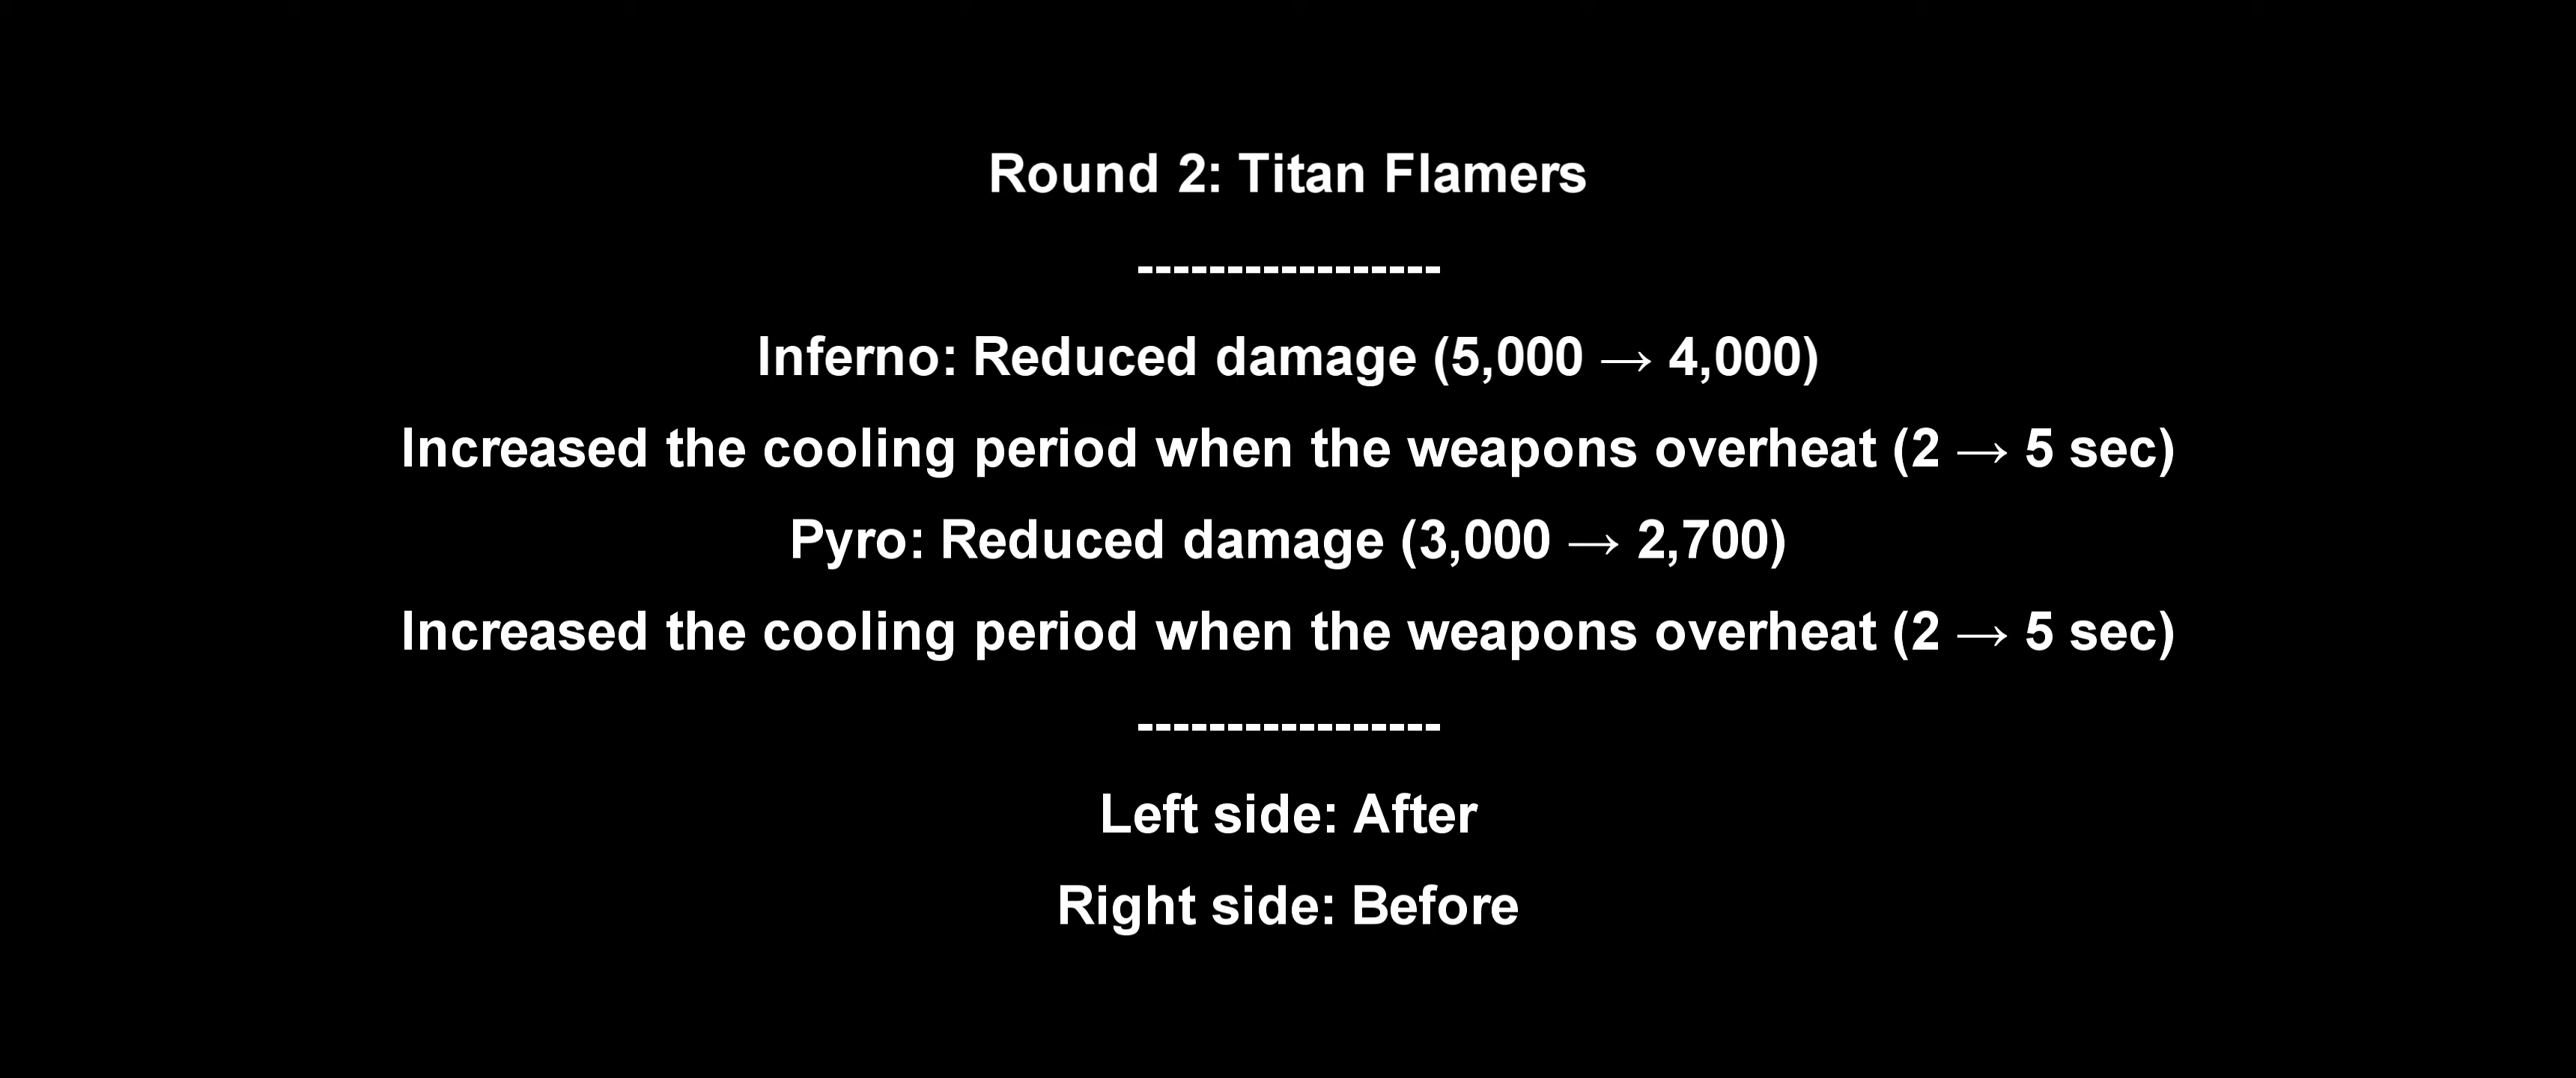 Round 2: Titan Flamers
-----------------
Inferno: Reduced damage (5,000 → 4,000)
Increased the cooling period when the weapons overheat (2 → 5 sec)
Pyro: Reduced damage (3,000 → 2,700)
Increased the cooling period when the weapons overheat (2 → 5 sec)
-----------------
Left side: After
Right side: Before